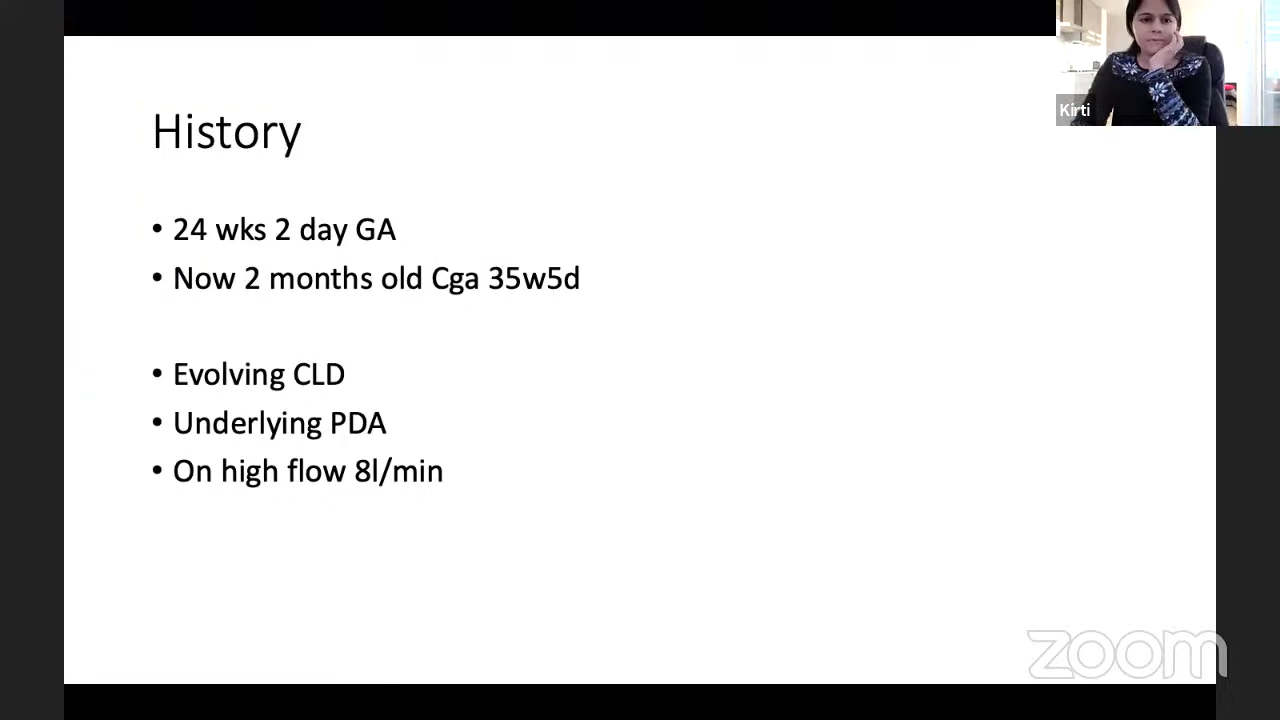 Kirti
History
• 24 wks 2 day GA
• Now 2 months old Cga 35w5d
• Evolving CLD
• Underlying PDA
• On high flow 8l/min
zoom